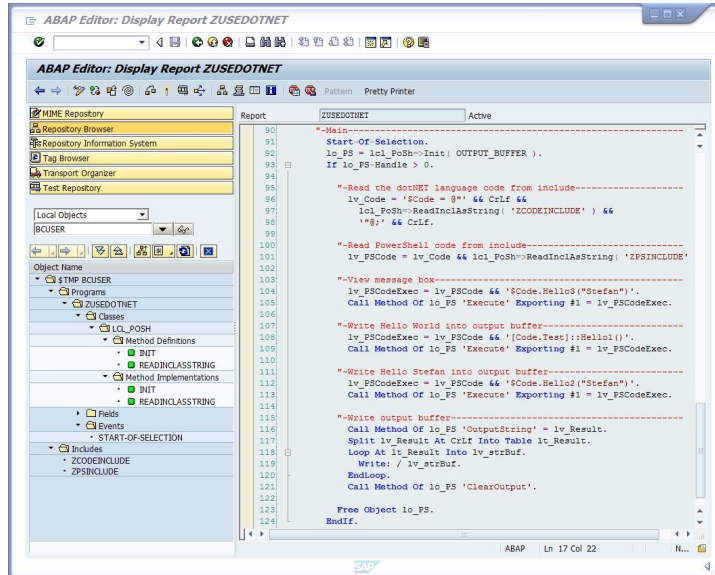 ABAP Editor: Display Report ZUSEDOTNET
ABAP Editor: Display Report ZUSEDOTNET
Pattern Pretty Printer
MIME Repository
Repository Browser
Repository Information System
Tag Browser
Transport Organizer
Test Repository
Local Objects
BCUSER
Object Name
$TMP BCUSER
Programs
ZUSEDOTNET
Classes
LCL_POSH
Method Definitions
INIT
READINCLASSTRING
Method Implementations
INIT
READINCLASSTRING
Fields
Events
START-OF-SELECTION
Includes
ZCODEINCLUDE
ZPSINCLUDE
Report ZUSEDOTNET Active
90 "-Main------------------------------------------------------------
91 Start-Of-Selection.
92 lo_PS = lcl_PoSh=>Init( OUTPUT_BUFFER ).
93 If lo_PS-Handle > 0.
94
95 "-Read the dotNET language code from include--------------------
96 lv_Code = '$Code = @"' && CrLf &&
97 lcl_PoSh=>ReadInclAsString( 'ZCODEINCLUDE' ) &&
98 '"@;' && CrLf.
99
100 "-Read PowerShell code from include-----------------------------
101 lv_PSCode = lv_Code && lcl_PoSh=>ReadInclAsString( 'ZPSINCLUDE'
102
103 "-View message box----------------------------------------------
104 lv_PSCodeExec = lv_PSCode && '$Code.Hello3("Stefan")'.
105 Call Method Of lo_PS 'Execute' Exporting #1 = lv_PSCodeExec.
106
107 "-Write Hello World into output buffer--------------------------
108 lv_PSCodeExec = lv_PSCode && '[Code.Test]::Hello1()'.
109 Call Method Of lo_PS 'Execute' Exporting #1 = lv_PSCodeExec.
110
111 "-Write Hello Stefan into output buffer-------------------------
112 lv_PSCodeExec = lv_PSCode && '$Code.Hello2("Stefan")'.
113 Call Method Of lo_PS 'Execute' Exporting #1 = lv_PSCodeExec.
114
115 "-Write output buffer-------------------------------------------
116 Call Method Of lo_PS 'OutputString' = lv_Result.
117 Split lv_Result At CrLf Into Table lt_Result.
118 Loop At lt_Result Into lv_strBuf.
119 Write: / lv_strBuf.
120 EndLoop.
121 Call Method Of lo_PS 'ClearOutput'.
122
123 Free Object lo_PS.
124 EndIf.
ABAP Ln 17 Col 22 N...
SAP